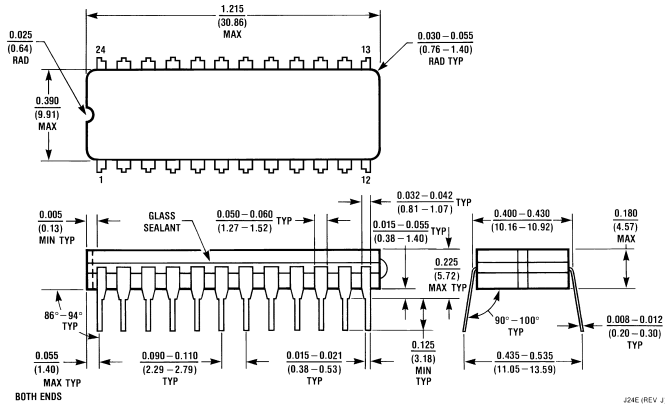 1.215
(30.86)
MAX
0.025
(0.64)
RAD
24
13
0.030–0.055
(0.76–1.40)
RAD TYP
0.390
(9.91)
MAX
1
12
0.005
(0.13)
MIN TYP
GLASS
SEALANT
0.050–0.060 TYP
(1.27–1.52)
0.032–0.042 TYP
(0.81–1.07)
0.015–0.055 TYP
(0.38–1.40)
0.225
(5.72)
MAX TYP
0.400–0.430
(10.16–10.92)
0.180
(4.57)
MAX
86°–94°
TYP
90°–100°
TYP
0.008–0.012
(0.20–0.30)
TYP
0.055
(1.40)
MAX TYP
BOTH ENDS
0.090–0.110
(2.29–2.79)
TYP
0.015–0.021
(0.38–0.53)
TYP
0.125
(3.18)
MIN
TYP
0.435–0.535
(11.05–13.59)
J24E (REV J